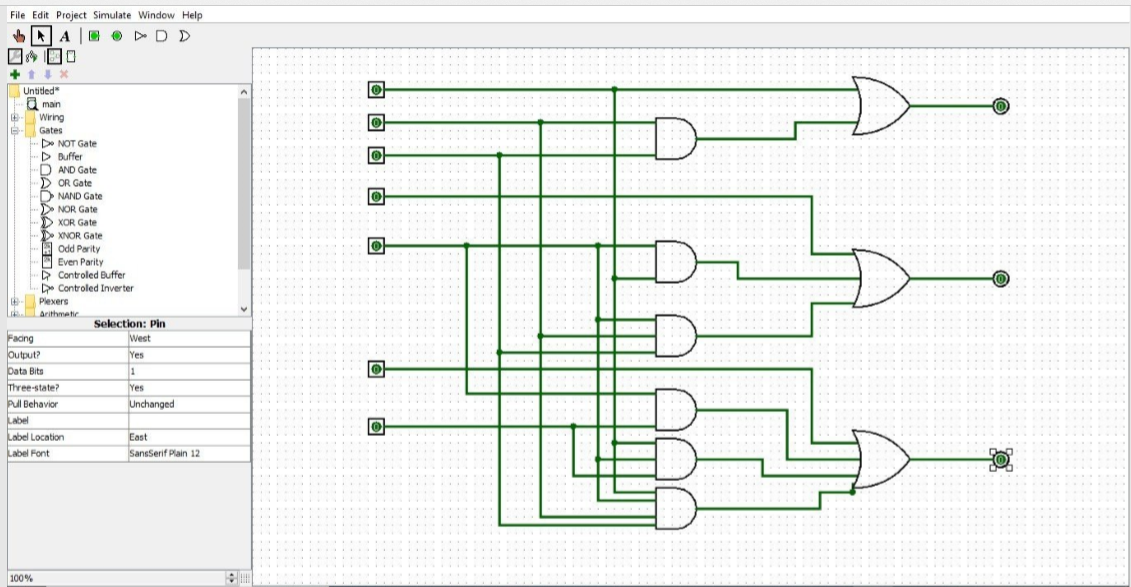 File Edit Project Simulate Window Help
A
Untitled*
main
Wiring
Gates
NOT Gate
Buffer
AND Gate
OR Gate
NAND Gate
NOR Gate
XOR Gate
XNOR Gate
Odd Parity
Even Parity
Controlled Buffer
Controlled Inverter
Plexers
Arithmetic
Selection: Pin
Facing West
Output? Yes
Data Bits 1
Three-state? Yes
Pull Behavior Unchanged
Label
Label Location East
Label Font SansSerif Plain 12
100%
0
0
0
0
0
0
0
0
0
0